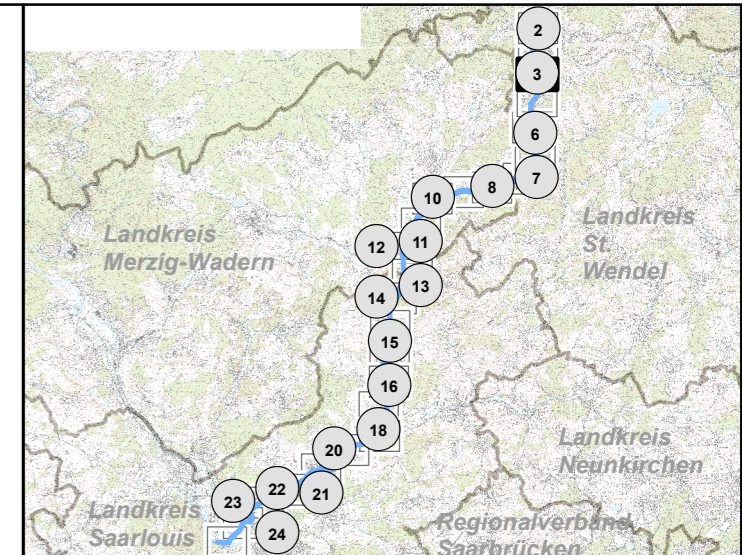 2
3
6
7
8
10
11
12
13
14
15
16
18
20
21
22
23
24
Landkreis
Merzig-Wadern
Landkreis
St.
Wendel
Landkreis
Neunkirchen
Landkreis
Saarlouis
Regionalverband
Saarbrücken